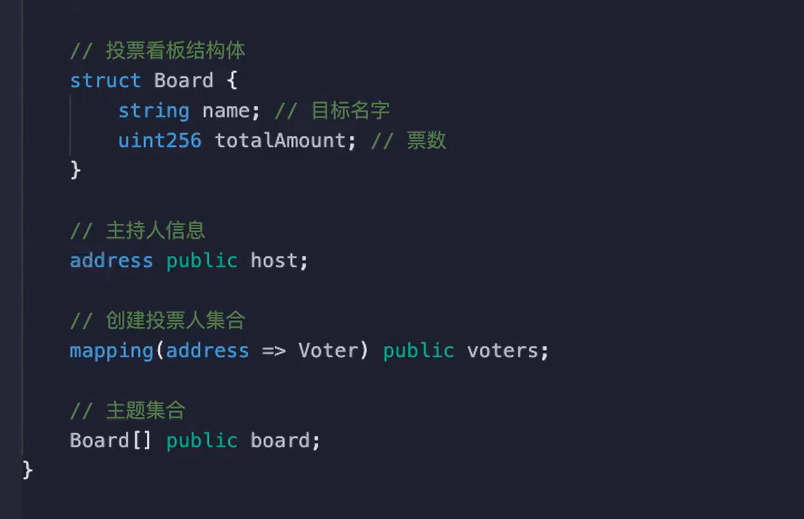 // 投票看板结构体
struct Board {
string name; // 目标名字
uint256 totalAmount; // 票数
}
// 主持人信息
address public host;
// 创建投票人集合
mapping(address => Voter) public voters;
// 主题集合
Board[] public board;
}